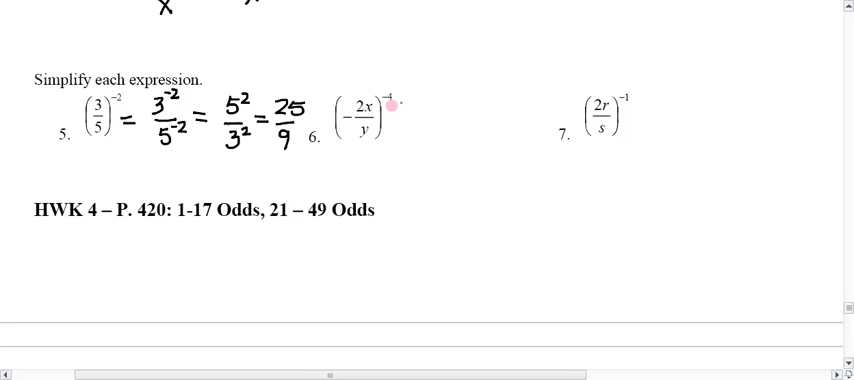 x
Simplify each expression.
5. (3/5)^-2 = 3^-2/5^-2 = 5^2/3^2 = 25/9 6. (-2x/y)^-4 7. (2r/s)^-1
HWK 4 – P. 420: 1-17 Odds, 21 – 49 Odds